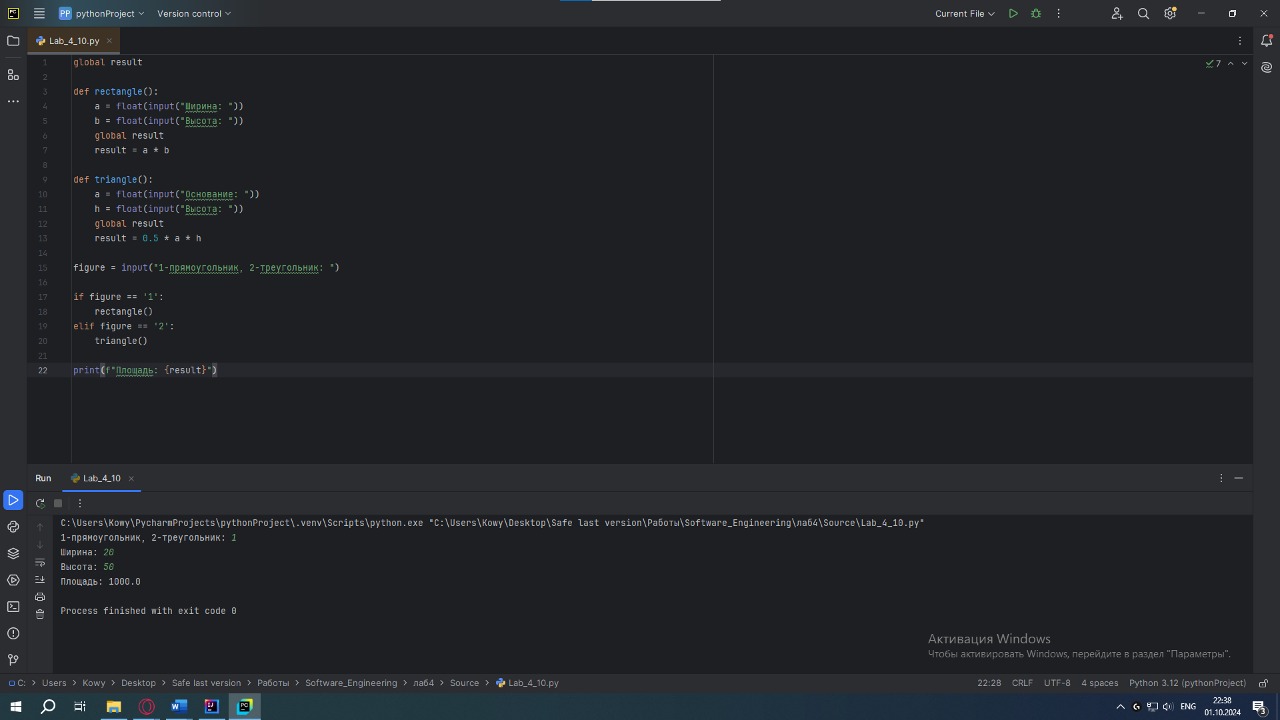 PP pythonProject Version control Current File
Lab_4_10.py
7
1 global result
2
3 def rectangle():
4 a = float(input("Ширина: "))
5 b = float(input("Высота: "))
6 global result
7 result = a * b
8
9 def triangle():
10 a = float(input("Основание: "))
11 h = float(input("Высота: "))
12 global result
13 result = 0.5 * a * h
14
15 figure = input("1-прямоугольник, 2-треугольник: ")
16
17 if figure == '1':
18 rectangle()
19 elif figure == '2':
20 triangle()
21
22 print(f"Площадь: {result}")
Run Lab_4_10
C:\Users\Kowy\PycharmProjects\pythonProject\.venv\Scripts\python.exe "C:\Users\Kowy\Desktop\Safe last version\Работы\Software_Engineering\лаб4\Source\Lab_4_10.py"
1-прямоугольник, 2-треугольник: 1
Ширина: 20
Высота: 50
Площадь: 1000.0
Process finished with exit code 0
Активация Windows
Чтобы активировать Windows, перейдите в раздел "Параметры".
C: Users Kowy Desktop Safe last version Работы Software_Engineering лаб4 Source Lab_4_10.py 22:28 CRLF UTF-8 4 spaces Python 3.12 (pythonProject)
ENG 22:38
01.10.2024
3